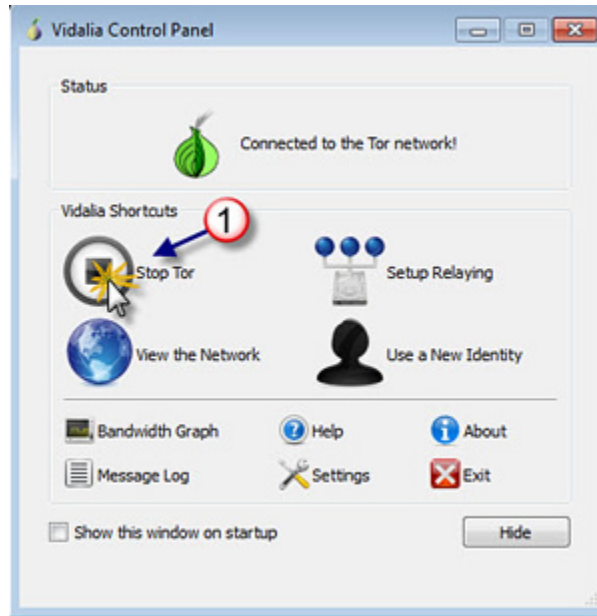 Vidalia Control Panel
Status
Connected to the Tor network!
Vidalia Shortcuts
1
Stop Tor
Setup Relaying
View the Network
Use a New Identity
Bandwidth Graph
Help
About
Message Log
Settings
Exit
Show this window on startup
Hide